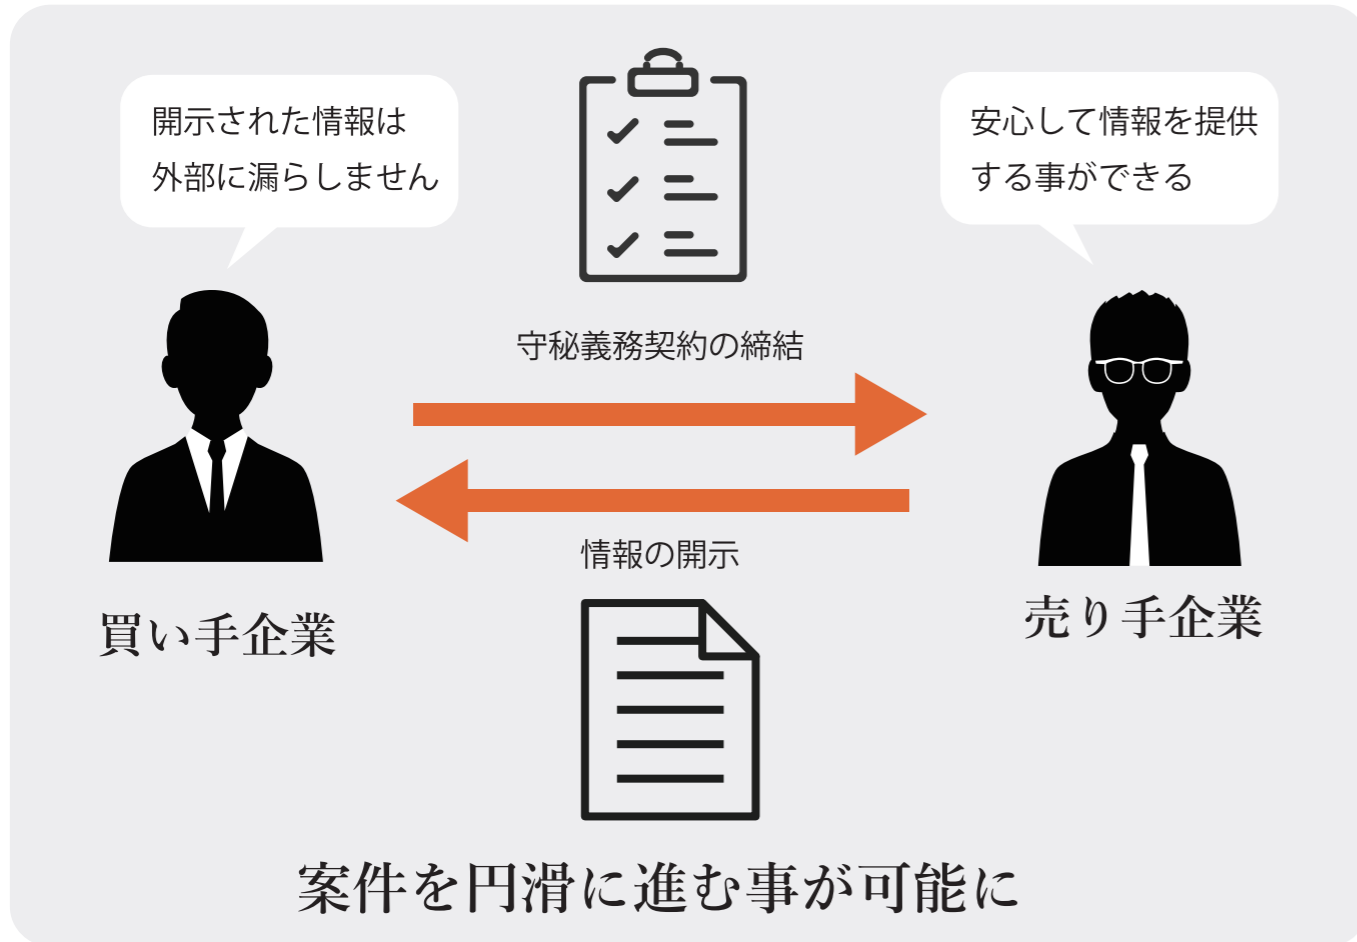 開示された情報は
外部に漏らしません
安心して情報を提供
する事ができる
守秘義務契約の締結
情報の開示
買い手企業
売り手企業
案件を円滑に進む事が可能に